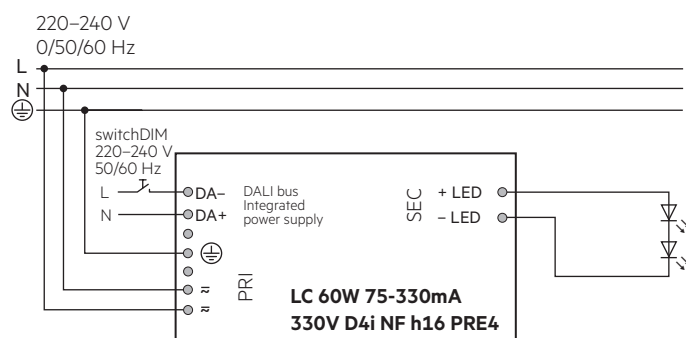 220–240 V
0/50/60 Hz
L
N
switchDIM
220–240 V
50/60 Hz
L
N
DA–
DA+
DALI bus
Integrated
power supply
PRI
SEC
+ LED
– LED
LC 60W 75-330mA
330V D4i NF h16 PRE4